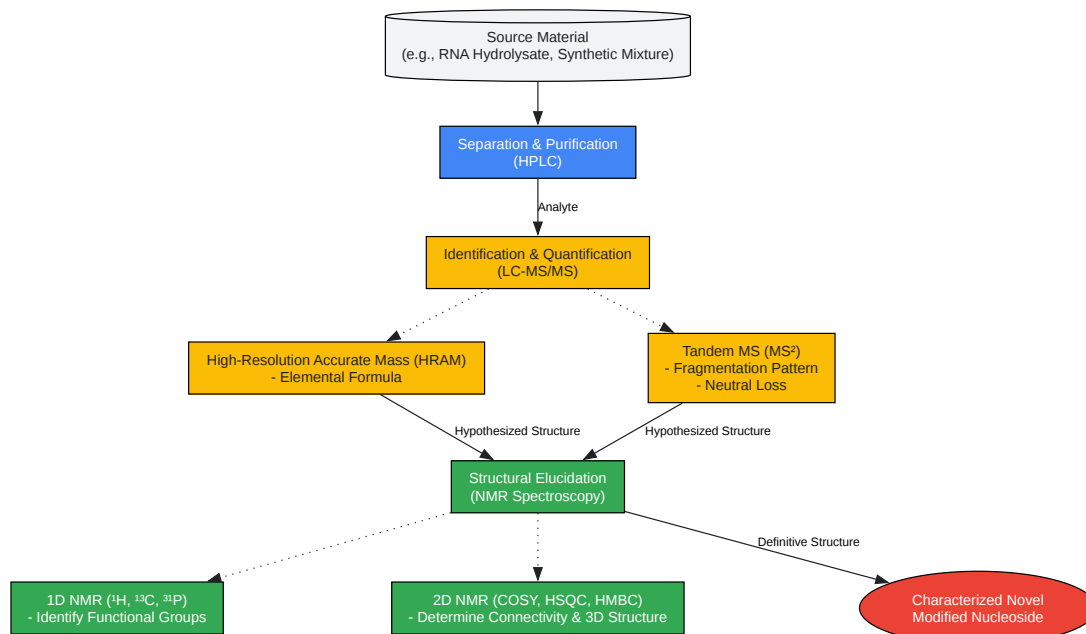 Source Material
(e.g., RNA Hydrolysate, Synthetic Mixture)
Separation & Purification
(HPLC)
Analyte
Identification & Quantification
(LC-MS/MS)
High-Resolution Accurate Mass (HRAM)
- Elemental Formula
Tandem MS (MS²)
- Fragmentation Pattern
- Neutral Loss
Hypothesized Structure
Hypothesized Structure
Structural Elucidation
(NMR Spectroscopy)
Definitive Structure
1D NMR (¹H, ¹³C, ³¹P)
- Identify Functional Groups
2D NMR (COSY, HSQC, HMBC)
- Determine Connectivity & 3D Structure
Characterized Novel
Modified Nucleoside